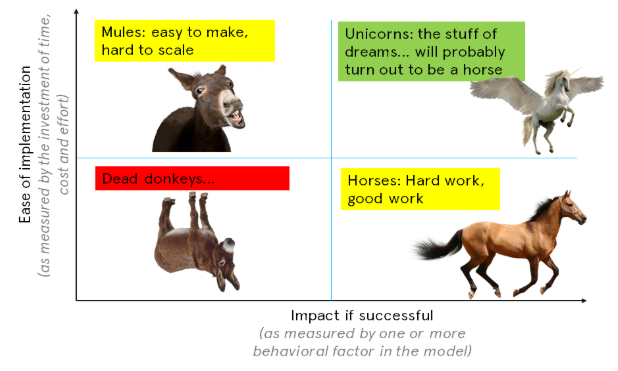 Mules: easy to make,
hard to scale
Unicorns: the stuff of
dreams... will probably
turn out to be a horse
Ease of implementation
(as measured by the investment of time,
cost and effort)
Dead donkeys...
Horses: Hard work,
good work
Impact if successful
(as measured by one or more
behavioral factor in the model)